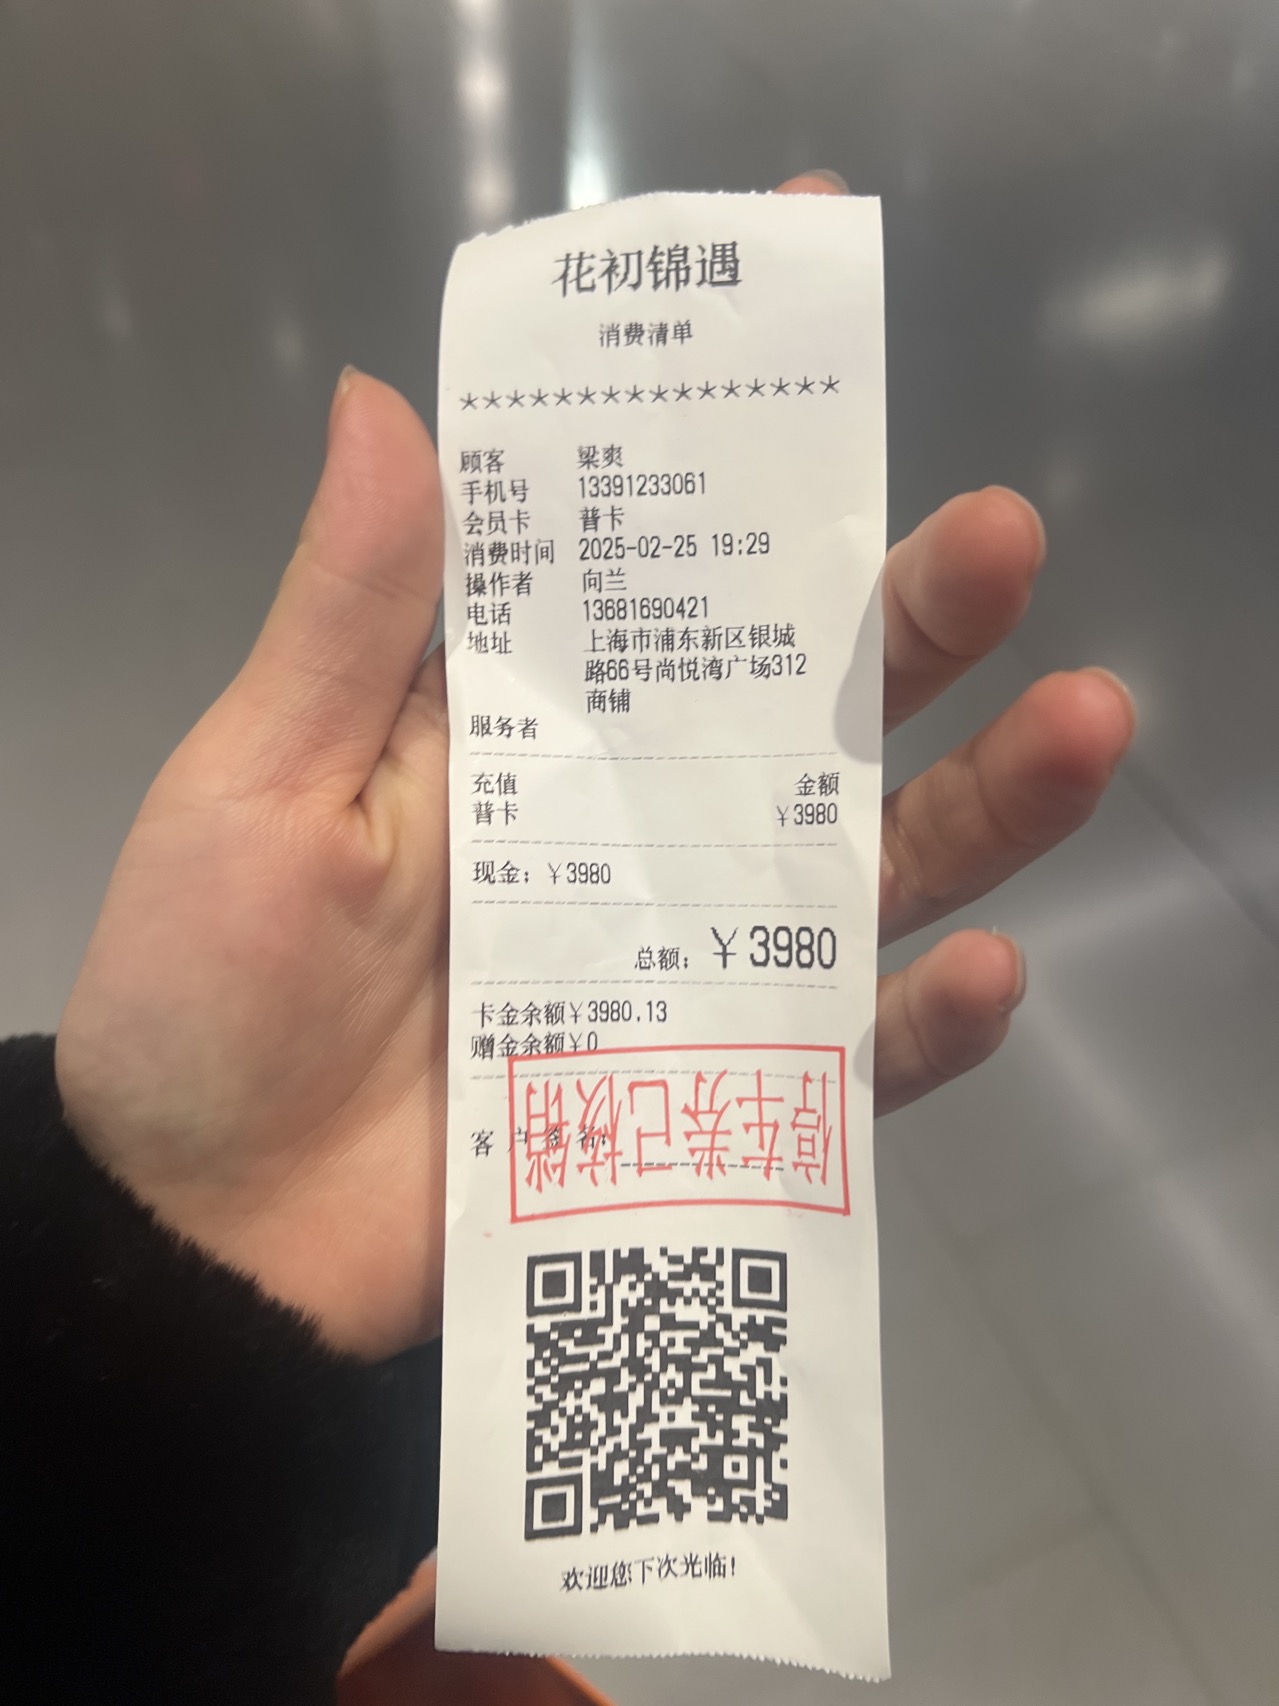 花初锦遇
消费清单
****************
顾客 梁爽
手机号 13391233061
会员卡 普卡
消费时间 2025-02-25 19:29
操作者 向兰
电话 13681690421
地址 上海市浦东新区银城
路66号尚悦湾广场312
商铺
服务者
充值 金额
普卡 ￥3980
现金：￥3980
总额：￥3980
卡金余额￥3980.13
赠金余额￥0
客户签名：
停车券已核销
欢迎您下次光临！